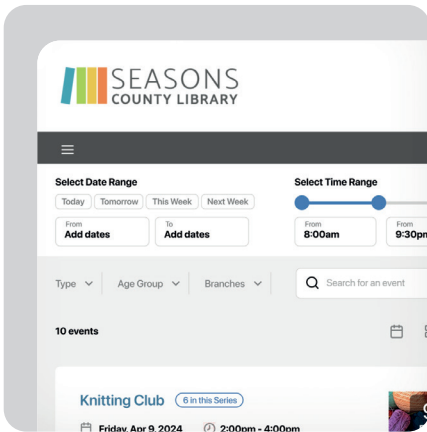 SEASONS
COUNTY LIBRARY
Select Date Range
Select Time Range
Today Tomorrow This Week Next Week
From
Add dates
To
Add dates
From
8:00am
From
9:30pm
Type Age Group Branches Search for an event
10 events
Knitting Club 6 in this Series
Friday, Apr 9, 2024 2:00pm - 4:00pm